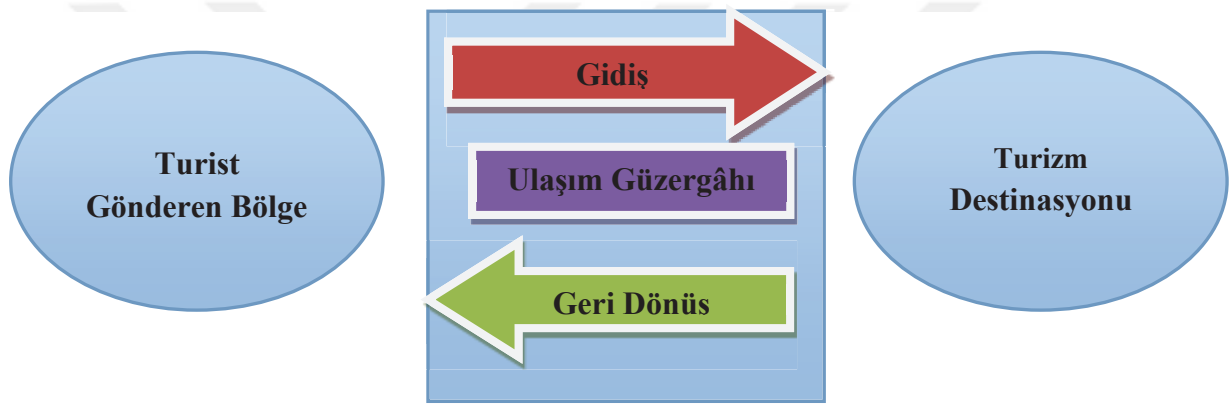 Turist
Gönderen Bölge
Gidiş
Ulaşım Güzergâhı
Geri Dönüs
Turizm
Destinasyonu